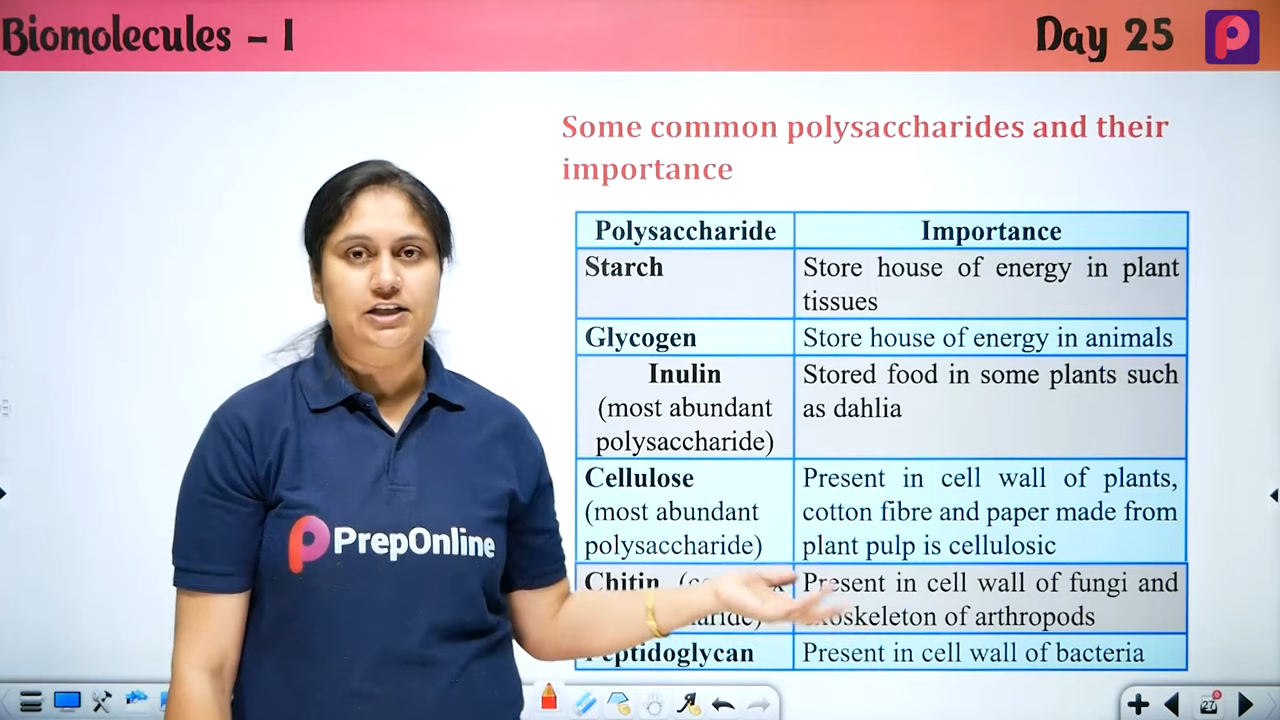 Biomolecules - I
Day 25
Some common polysaccharides and their
importance
Polysaccharide
Importance
Starch
Store house of energy in plant
tissues
Glycogen
Store house of energy in animals
Inulin
(most abundant
polysaccharide)
Stored food in some plants such
as dahlia
Cellulose
(most abundant
polysaccharide)
Present in cell wall of plants,
cotton fibre and paper made from
plant pulp is cellulosic
Chitin
Present in cell wall of fungi and
exoskeleton of arthropods
Peptidoglycan
Present in cell wall of bacteria
PrepOnline
27